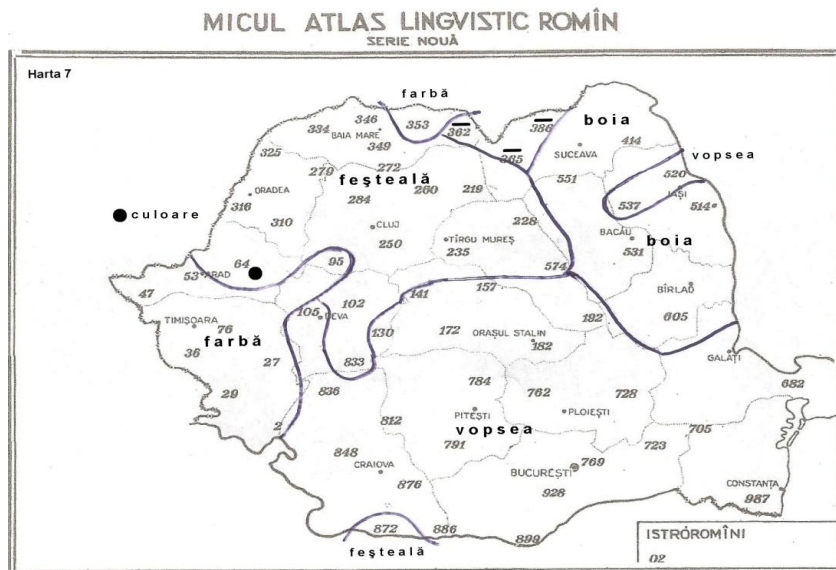 MICUL ATLAS LINGVISTIC ROMÎN
SERIE NOUĂ
Harta 7
farbă
346
353
334
BAIA MARE
362
386
boia
349
365
SUCEAVA
414
325
vopsea
279
272
551
520
feşteală
IAŞI
ORADEA
260
219
316
284
537
514
culoare
310
CLUJ
228
BACĂU
TÎRGU MUREŞ
boia
250
235
531
64
95
53
ARAD
574
47
102
141
157
BÎRLAD
TIMIŞOARA
105
DEVA
192
605
76
130
172
ORAŞUL STALIN
36
farbă
182
GALAŢI
27
833
836
784
762
728
682
29
PITEŞTI
PLOIEŞTI
2
812
vopsea
705
848
791
723
CRAIOVA
BUCUREŞTI
769
876
928
CONSTANŢA
987
872
886
899
feşteală
ISTROROMÎNI
02